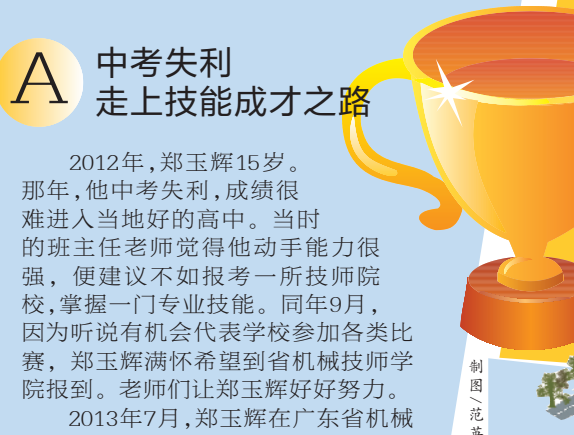 A
中考失利
走上技能成才之路
2012年,郑玉辉15岁。
那年,他中考失利,成绩很
难进入当地好的高中。当时
的班主任老师觉得他动手能力很
强，便建议不如报考一所技师院
校,掌握一门专业技能。同年9月，
因为听说有机会代表学校参加各类比
赛，郑玉辉满怀希望到省机械技师学
院报到。老师们让郑玉辉好好努力。
2013年7月,郑玉辉在广东省机械
制图/范英